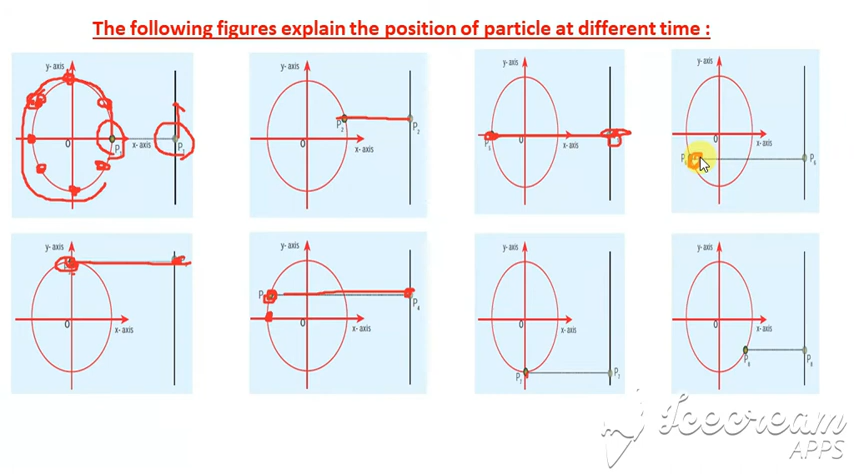 The following figures explain the position of particle at different time :
y- axis
0
x- axis
P1
P1
y- axis
0
x- axis
P2
P2
y- axis
0
x- axis
P5
y- axis
0
x- axis
P6
y- axis
0
x- axis
y- axis
0
x- axis
P4
y- axis
0
x- axis
P7
P7
y- axis
0
x- axis
P8
P8
Icecream
APPS